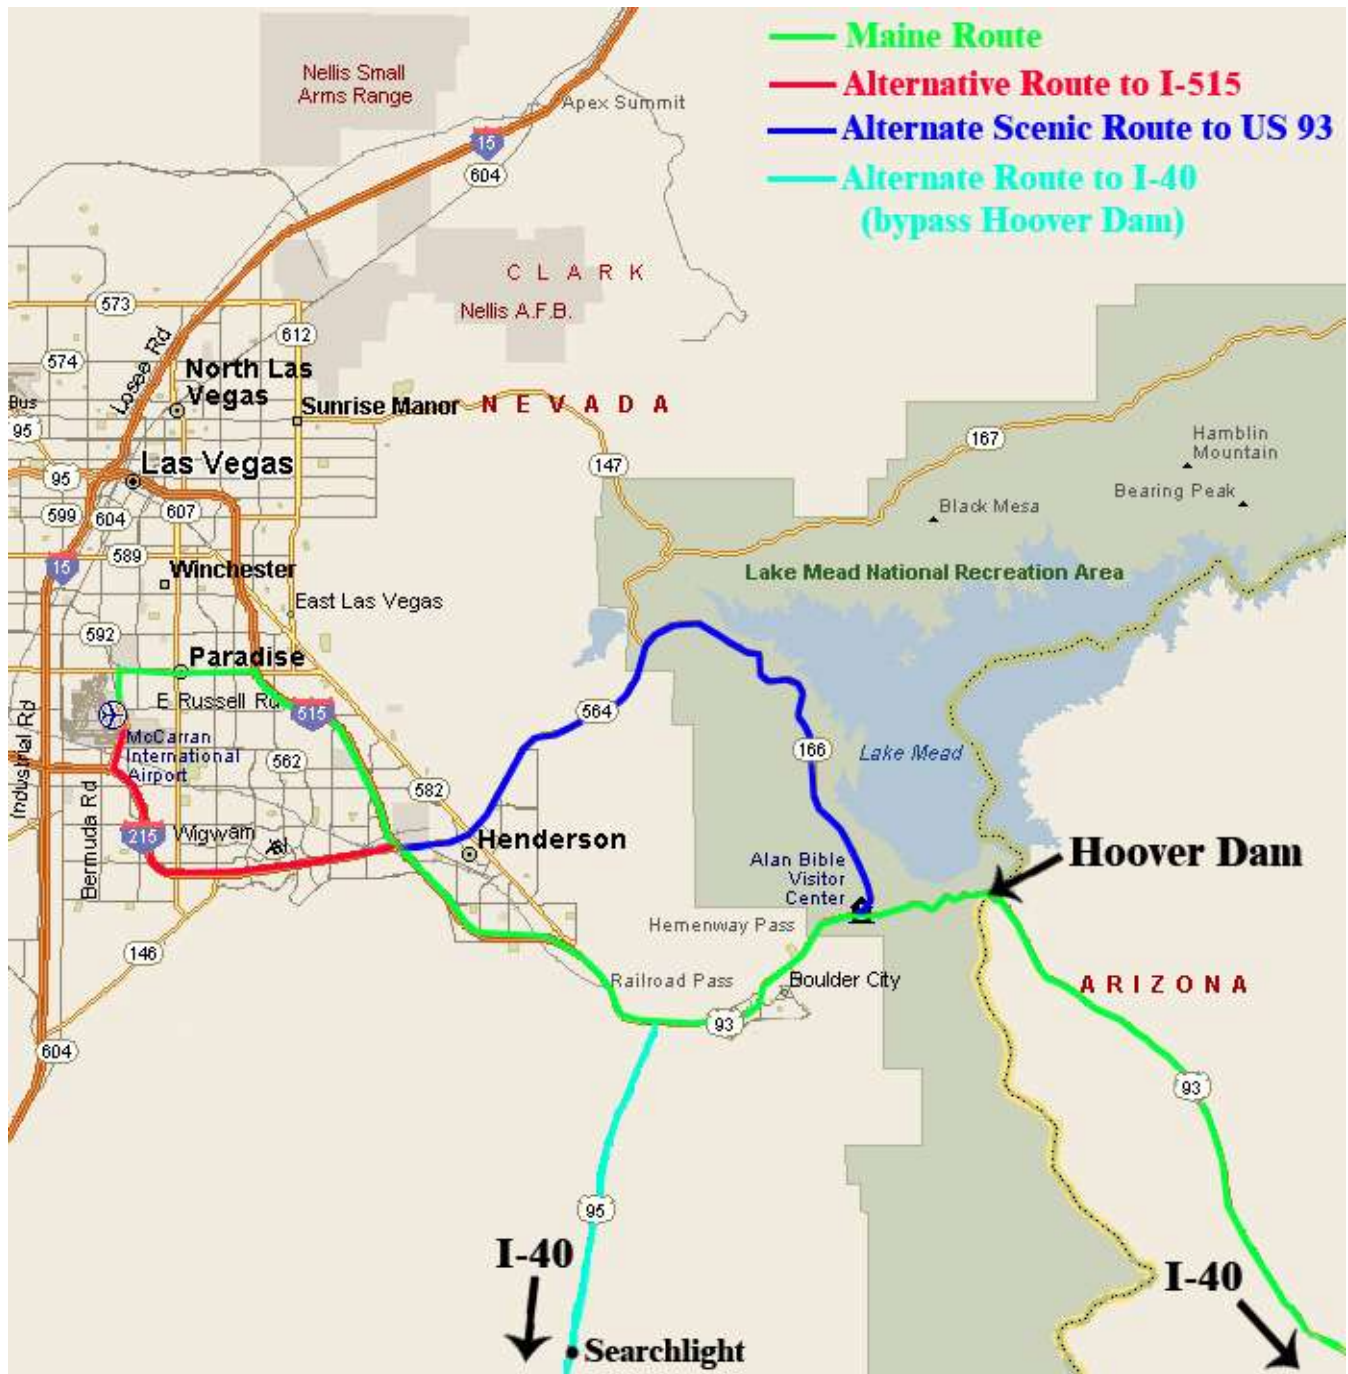 Maine Route
Alternative Route to I-515
Alternate Scenic Route to US 93
Alternate Route to I-40
(bypass Hoover Dam)
Nellis Small
Arms Range
Apex Summit
15
604
CLARK
Nellis A.F.B.
573
612
574
Losee Rd
North Las
Vegas
Bus
95
Sunrise Manor
NEVADA
167
Hamblin
Mountain
147
Las Vegas
95
Bearing Peak
Black Mesa
599
604
607
589
15
Winchester
Lake Mead National Recreation Area
East Las Vegas
592
Paradise
E Russell Rd
515
564
Industrial Rd
McCarran
International
Airport
562
166
Lake Mead
582
Bermuda Rd
215
Wigwam
Henderson
Hoover Dam
Alan Bible
Visitor
Center
Hemenway Pass
146
Railroad Pass
Boulder City
ARIZONA
93
604
93
95
I-40
I-40
Searchlight